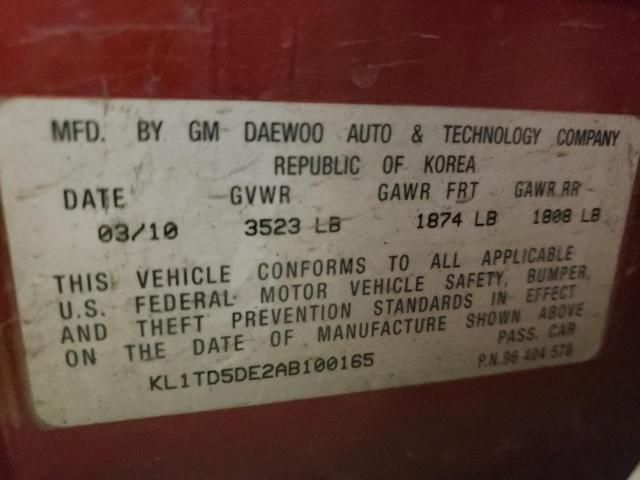 MFD. BY GM DAEWOO AUTO & TECHNOLOGY COMPANY
REPUBLIC OF KOREA
DATE GVWR GAWR FRT GAWR RR
03/10 3523 LB 1874 LB 1808 LB
THIS VEHICLE CONFORMS TO ALL APPLICABLE
U.S. FEDERAL MOTOR VEHICLE SAFETY, BUMPER,
AND THEFT PREVENTION STANDARDS IN EFFECT
ON THE DATE OF MANUFACTURE SHOWN ABOVE
PASS. CAR
KL1TD5DE2AB100165 P.N.96 404 578